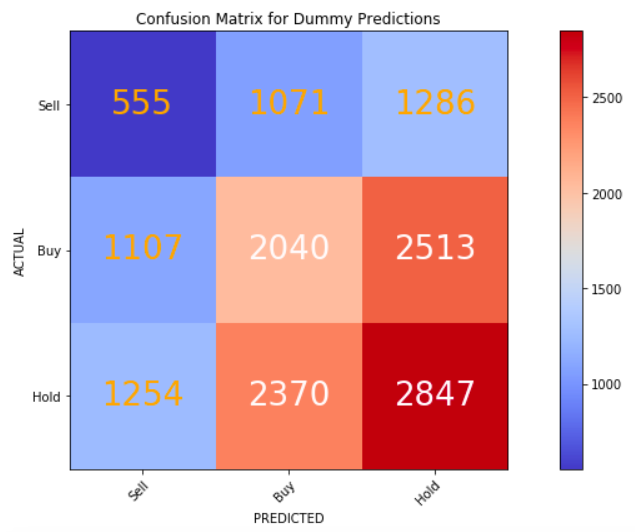 Confusion Matrix for Dummy Predictions
Sell 555 1071 1286
2500
2000
ACTUAL
Buy 1107 2040 2513
1500
Hold 1254 2370 2847
1000
Sell Buy Hold
PREDICTED